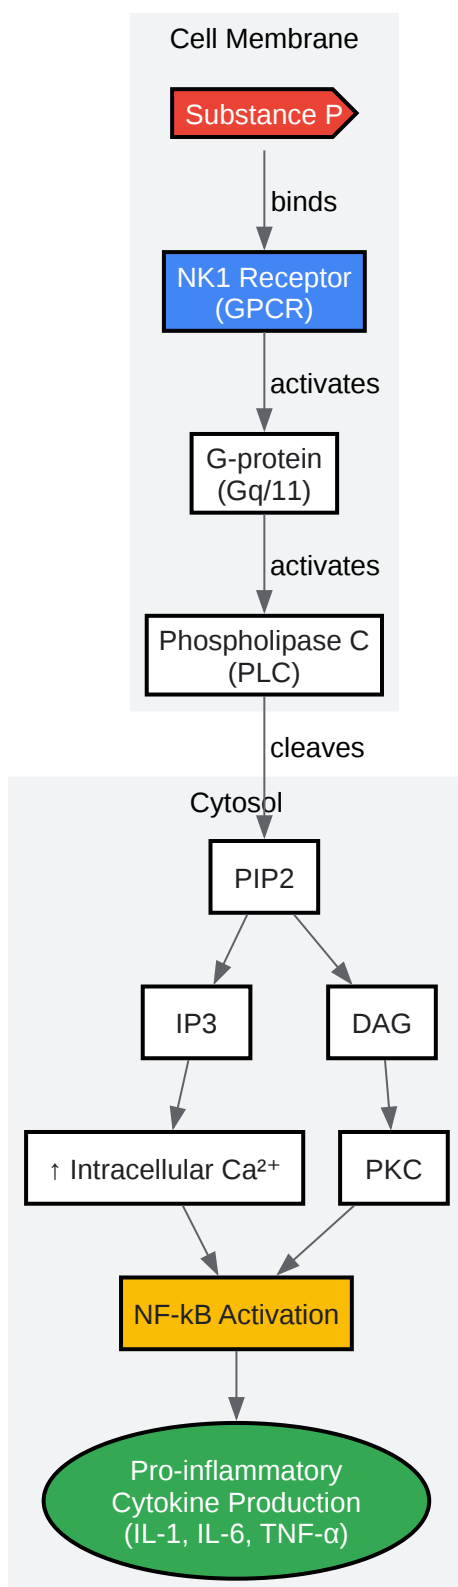 Cell Membrane
Substance P
binds
NK1 Receptor
(GPCR)
activates
G-protein
(Gq/11)
activates
Phospholipase C
(PLC)
cleaves
Cytosol
PIP2
IP3
DAG
↑ Intracellular Ca²⁺
PKC
NF-kB Activation
Pro-inflammatory
Cytokine Production
(IL-1, IL-6, TNF-α)